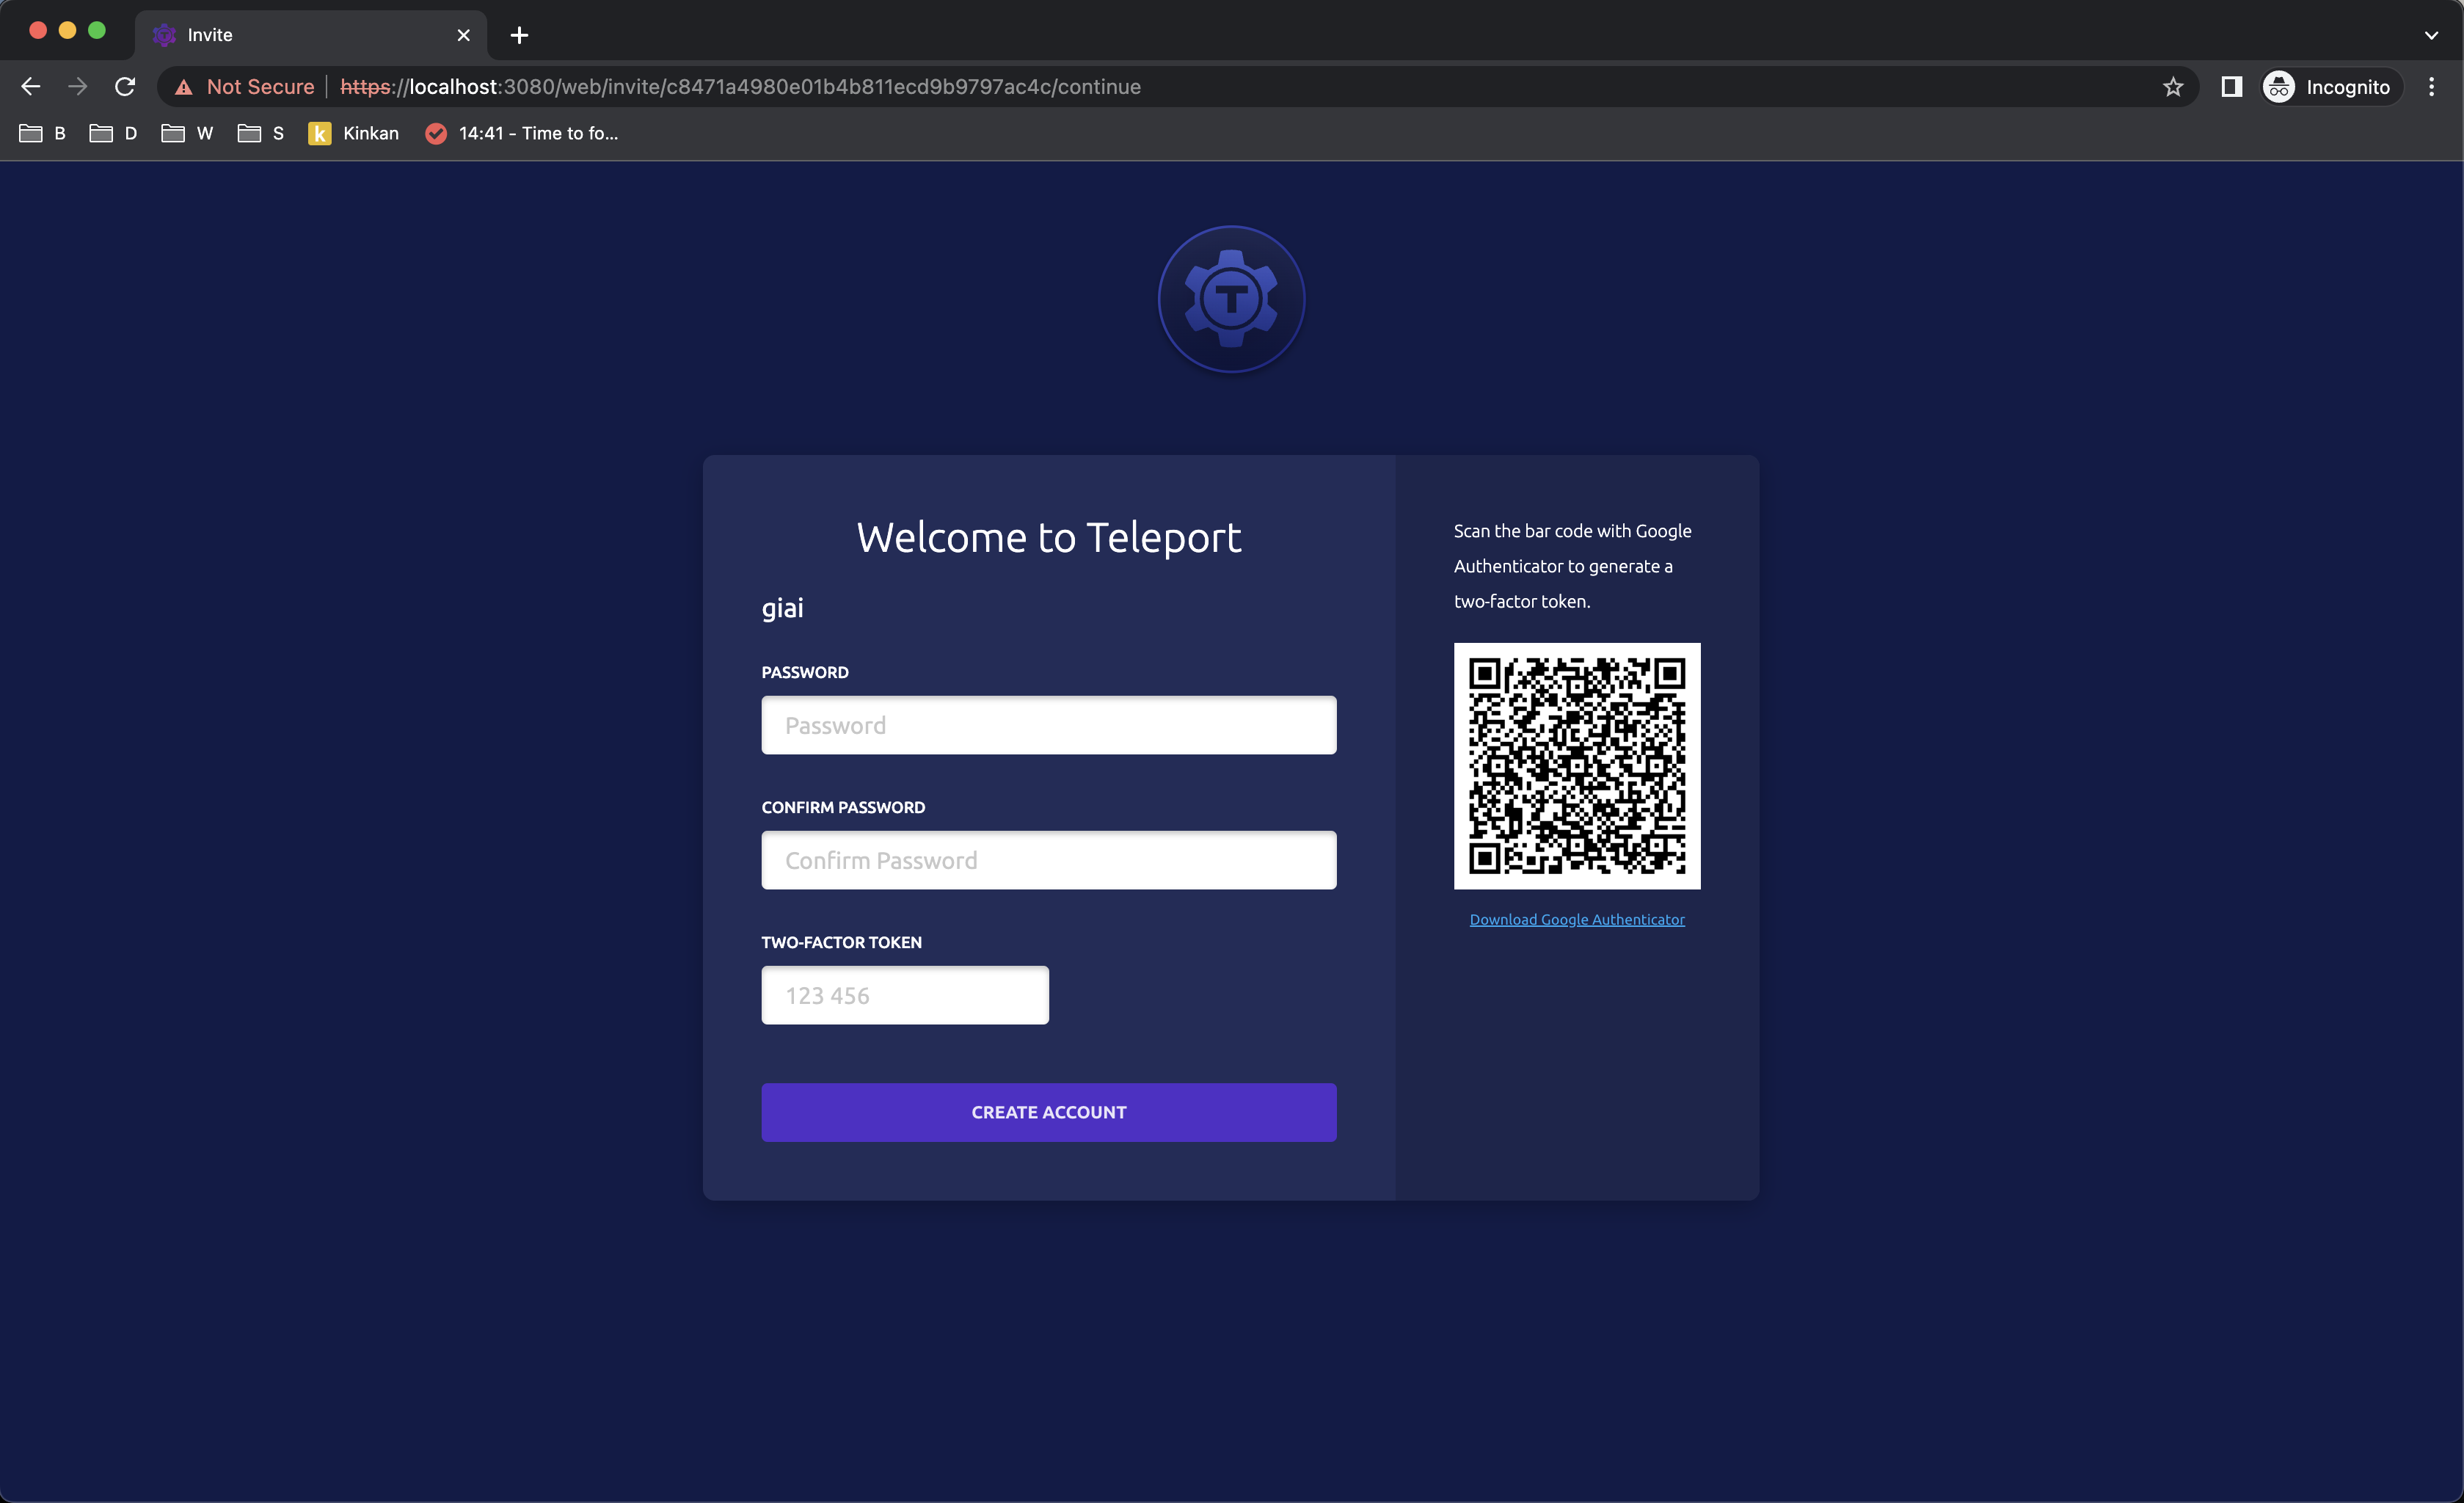 Invite
Not Secure
https://localhost:3080/web/invite/c8471a4980e01b4b811ecd9b9797ac4c/continue
Incognito
B
D
W
S
k
Kinkan
14:41 - Time to fo...
T
Welcome to Teleport
giai
PASSWORD
Password
CONFIRM PASSWORD
Confirm Password
TWO-FACTOR TOKEN
123 456
CREATE ACCOUNT
Scan the bar code with Google
Authenticator to generate a
two-factor token.
Download Google Authenticator